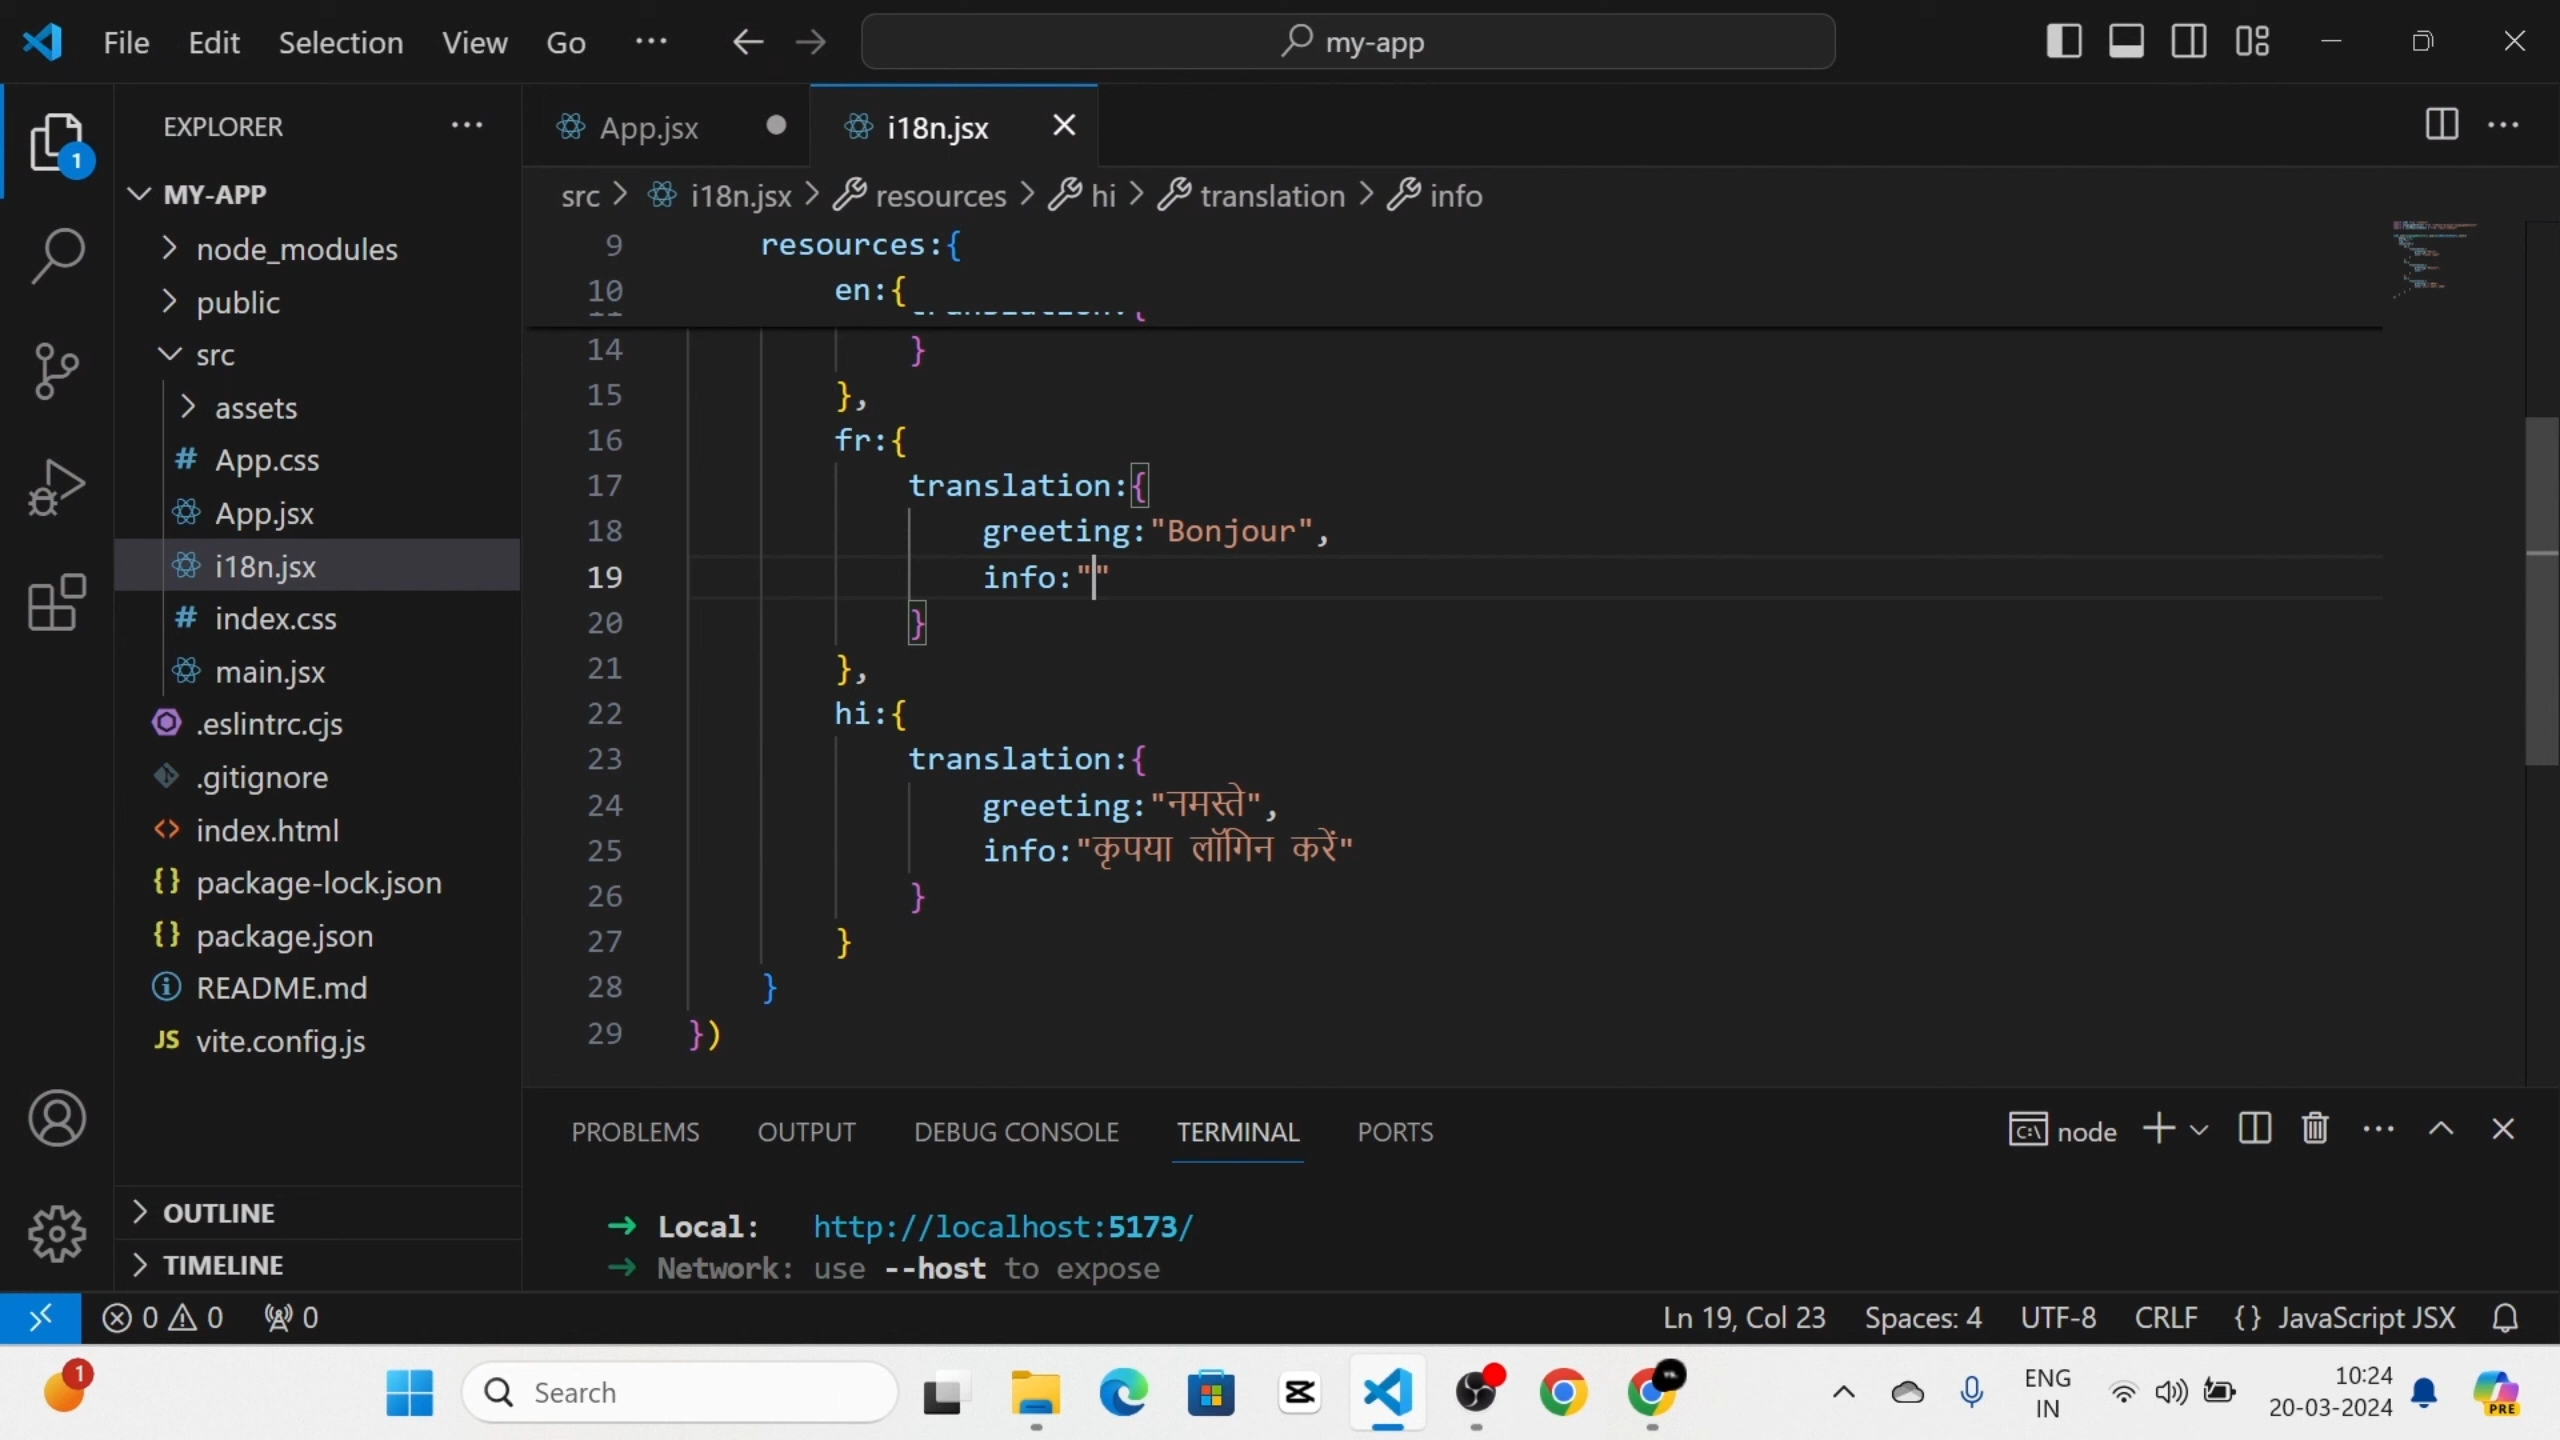 File Edit Selection View Go ··· my-app
EXPLORER ···
App.jsx i18n.jsx
1
MY-APP
src > i18n.jsx > resources > hi > translation > info
node_modules
public
src
assets
App.css
App.jsx
i18n.jsx
index.css
main.jsx
.eslintrc.cjs
.gitignore
index.html
package-lock.json
package.json
README.md
vite.config.js
OUTLINE
TIMELINE
9 resources:{
10 en:{
14 }
15 },
16 fr:{
17 translation:{
18 greeting:"Bonjour",
19 info:""
20 }
21 },
22 hi:{
23 translation:{
24 greeting:"नमस्ते",
25 info:"कृपया लॉगिन करें"
26 }
27 }
28 }
29 })
PROBLEMS OUTPUT DEBUG CONSOLE TERMINAL PORTS
node
➜ Local: http://localhost:5173/
➜ Network: use --host to expose
0 0 0 Ln 19, Col 23 Spaces: 4 UTF-8 CRLF {} JavaScript JSX
1 Search ENG 10:24
IN 20-03-2024 PRE